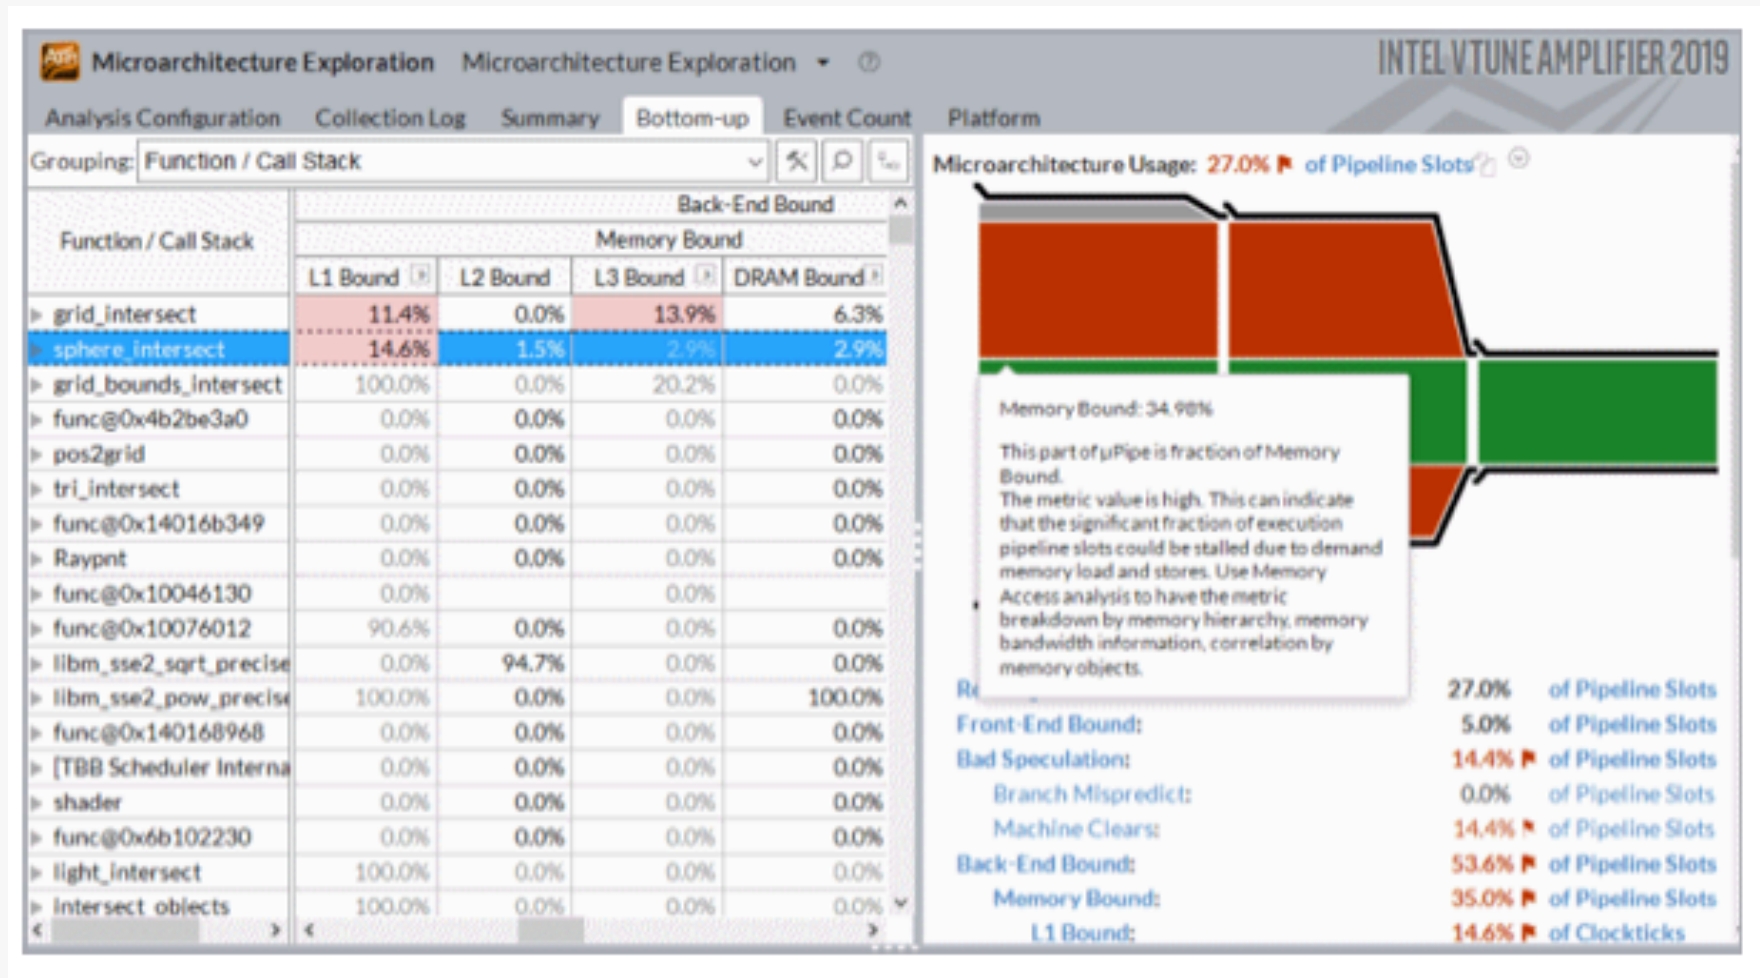 Microarchitecture Exploration Microarchitecture Exploration
INTEL VTUNE AMPLIFIER 2019
Analysis Configuration Collection Log Summary Bottom-up Event Count Platform
Grouping: Function / Call Stack
Function / Call Stack
Back-End Bound
Memory Bound
L1 Bound L2 Bound L3 Bound DRAM Bound
grid_intersect 11.4% 0.0% 13.9% 6.3%
sphere_intersect 14.6% 1.5% 2.9% 2.9%
grid_bounds_intersect 100.0% 0.0% 20.2% 0.0%
func@0x4b2be3a0 0.0% 0.0% 0.0% 0.0%
pos2grid 0.0% 0.0% 0.0% 0.0%
tri_intersect 0.0% 0.0% 0.0% 0.0%
func@0x14016b349 0.0% 0.0% 0.0% 0.0%
Raypnt 0.0% 0.0% 0.0% 0.0%
func@0x10046130 0.0% 0.0%
func@0x10076012 90.6% 0.0% 0.0% 0.0%
libm_sse2_sqrt_precise 0.0% 94.7% 0.0% 0.0%
libm_sse2_pow_precise 100.0% 0.0% 0.0% 100.0%
func@0x140168968 0.0% 0.0% 0.0% 0.0%
[TBB Scheduler Interna 0.0% 0.0% 0.0% 0.0%
shader 0.0% 0.0% 0.0% 0.0%
func@0x6b102230 0.0% 0.0% 0.0% 0.0%
light_intersect 100.0% 0.0% 0.0% 0.0%
intersect_objects 100.0% 0.0% 0.0% 0.0%
Microarchitecture Usage: 27.0% of Pipeline Slots
Memory Bound: 34.98%
This part of µPipe is fraction of Memory
Bound.
The metric value is high. This can indicate
that the significant fraction of execution
pipeline slots could be stalled due to demand
memory load and stores. Use Memory
Access analysis to have the metric
breakdown by memory hierarchy, memory
bandwidth information, correlation by
memory objects.
27.0% of Pipeline Slots
Front-End Bound: 5.0% of Pipeline Slots
Bad Speculation: 14.4% of Pipeline Slots
Branch Mispredict: 0.0% of Pipeline Slots
Machine Clears: 14.4% of Pipeline Slots
Back-End Bound: 53.6% of Pipeline Slots
Memory Bound: 35.0% of Pipeline Slots
L1 Bound: 14.6% of Clockticks